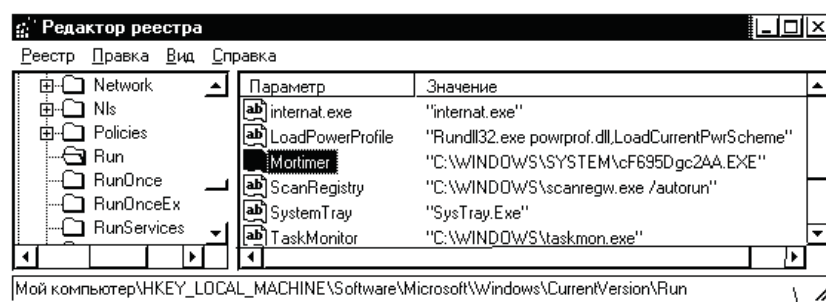 Редактор реестра
Реестр Правка Вид Справка
Network
Nls
Policies
Run
RunOnce
RunOnceEx
RunServices
Параметр Значение
internat.exe "internat.exe"
LoadPowerProfile "Rundll32.exe powrprof.dll,LoadCurrentPwrScheme"
Mortimer "C:\WINDOWS\SYSTEM\cF695Dgc2AA.EXE"
ScanRegistry "C:\WINDOWS\scanregw.exe /autorun"
SystemTray "SysTray.Exe"
TaskMonitor "C:\WINDOWS\taskmon.exe"
Мой компьютер\HKEY_LOCAL_MACHINE\Software\Microsoft\Windows\CurrentVersion\Run